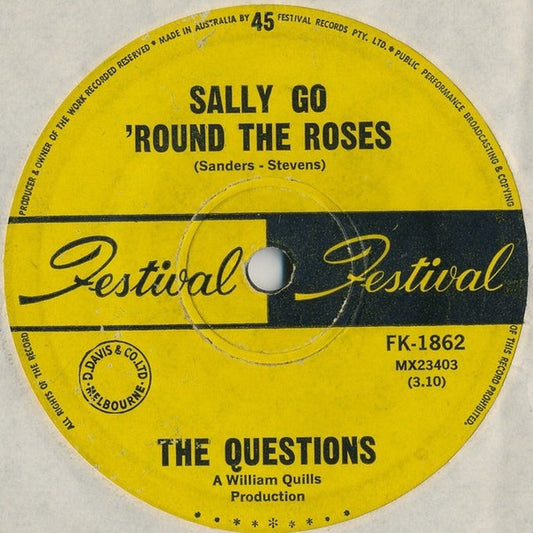 PRODUCER & OWNER OF THE WORK RECORDED RESERVED * MADE IN AUSTRALIA BY 45 FESTIVAL RECORDS PTY. LTD. * PUBLIC PERFORMANCE BROADCASTING & COPYING
SALLY GO
'ROUND THE ROSES
(Sanders - Stevens)
Festival Festival
FK-1862
MX23403
(3.10)
D. DAVIS & CO. LTD
MELBOURNE
ALL RIGHTS OF THE RECORD
OF THIS RECORD PROHIBITED.
THE QUESTIONS
A William Quills
Production